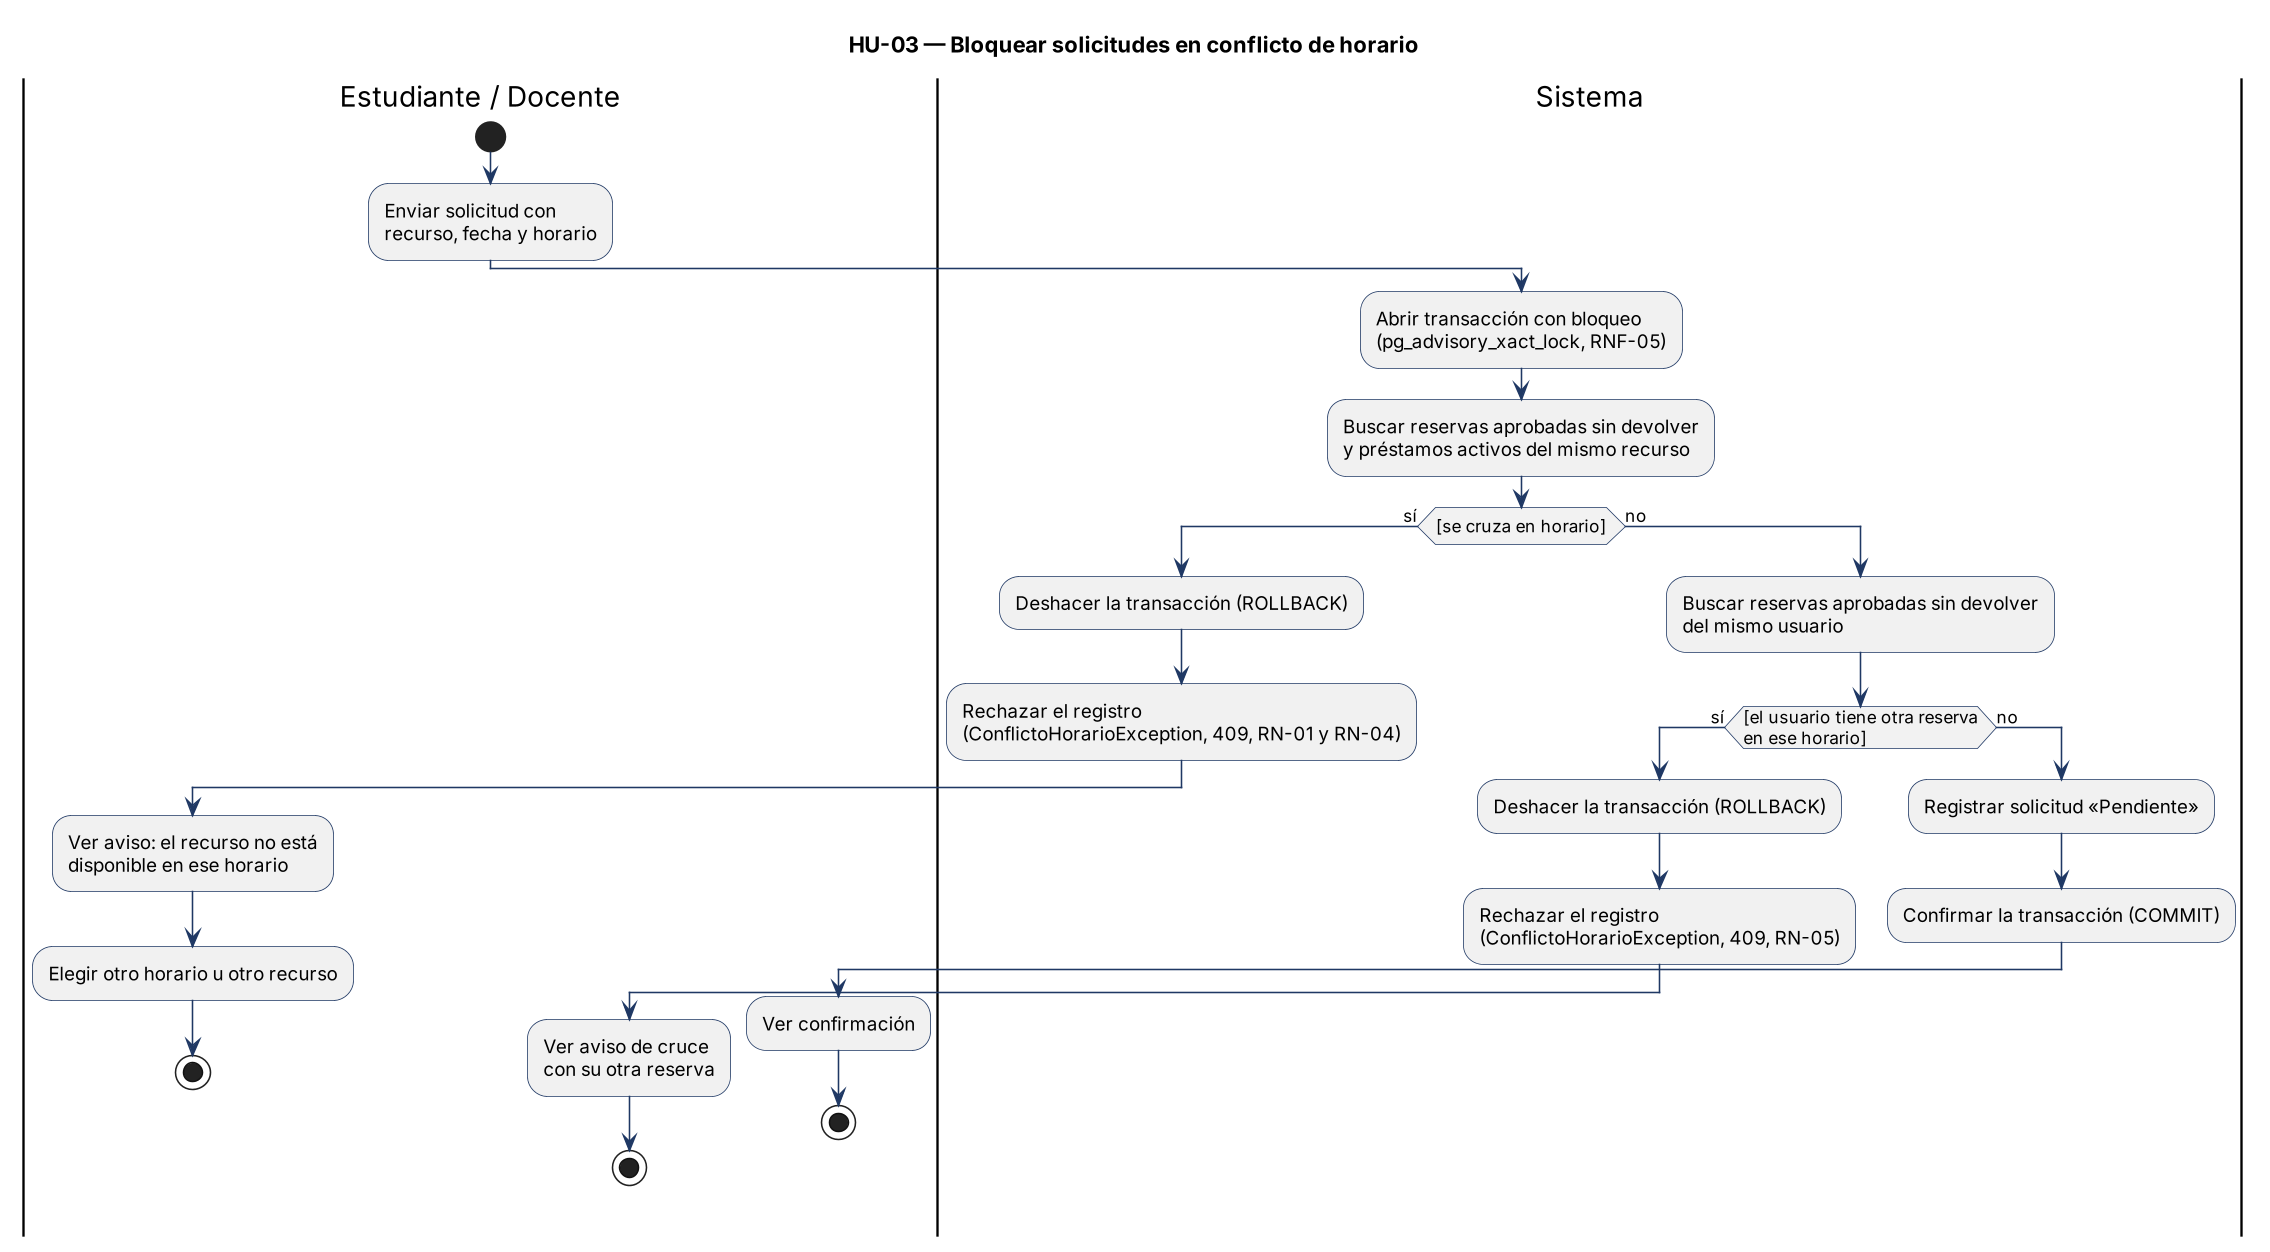 HU-03 — Bloquear solicitudes en conflicto de horario
Estudiante / Docente
Sistema
Enviar solicitud con
recurso, fecha y horario
Abrir transacción con bloqueo
(pg_advisory_xact_lock, RNF-05)
Buscar reservas aprobadas sin devolver
y préstamos activos del mismo recurso
sí
[se cruza en horario]
no
Deshacer la transacción (ROLLBACK)
Rechazar el registro
(ConflictoHorarioException, 409, RN-01 y RN-04)
Buscar reservas aprobadas sin devolver
del mismo usuario
sí
[el usuario tiene otra reserva
en ese horario]
no
Ver aviso: el recurso no está
disponible en ese horario
Elegir otro horario u otro recurso
Deshacer la transacción (ROLLBACK)
Rechazar el registro
(ConflictoHorarioException, 409, RN-05)
Registrar solicitud «Pendiente»
Confirmar la transacción (COMMIT)
Ver aviso de cruce
con su otra reserva
Ver confirmación